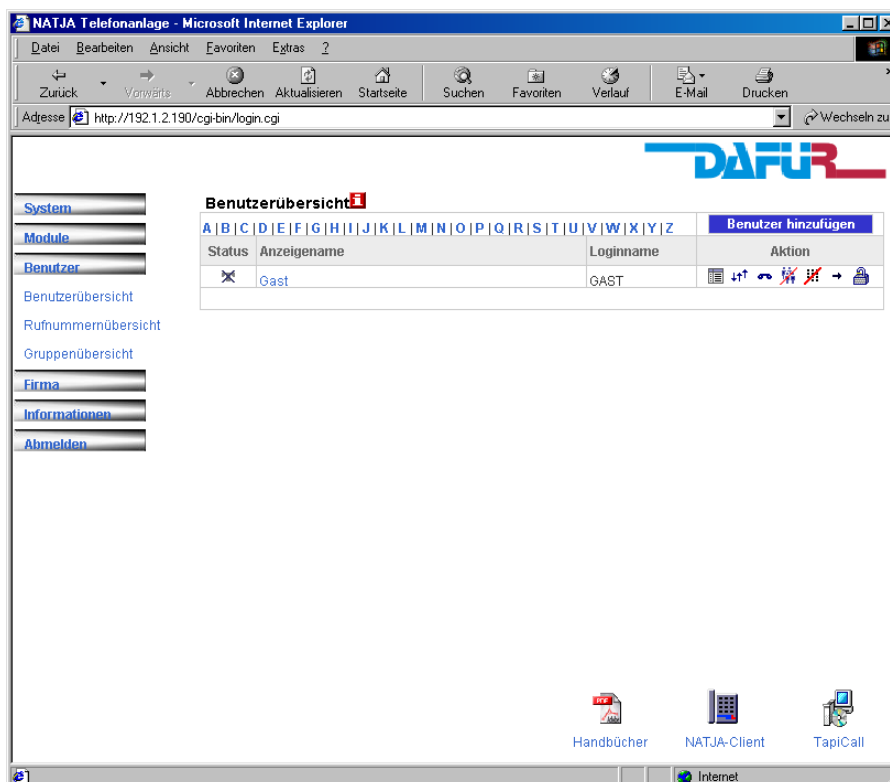 NATJA Telefonanlage - Microsoft Internet Explorer
Datei Bearbeiten Ansicht Favoriten Extras ?
Zurück Vorwärts Abbrechen Aktualisieren Startseite Suchen Favoriten Verlauf E-Mail Drucken
Adresse http://192.1.2.190/cgi-bin/login.cgi Wechseln zu
DAFÜR
System
Module
Benutzer
Benutzerübersicht
Rufnummernübersicht
Gruppenübersicht
Firma
Informationen
Abmelden
Benutzerübersicht
A|B|C|D|E|F|G|H|I|J|K|L|M|N|O|P|Q|R|S|T|U|V|W|X|Y|Z Benutzer hinzufügen
Status Anzeigename Loginname Aktion
Gast GAST
Handbücher NATJA-Client TapiCall
Internet